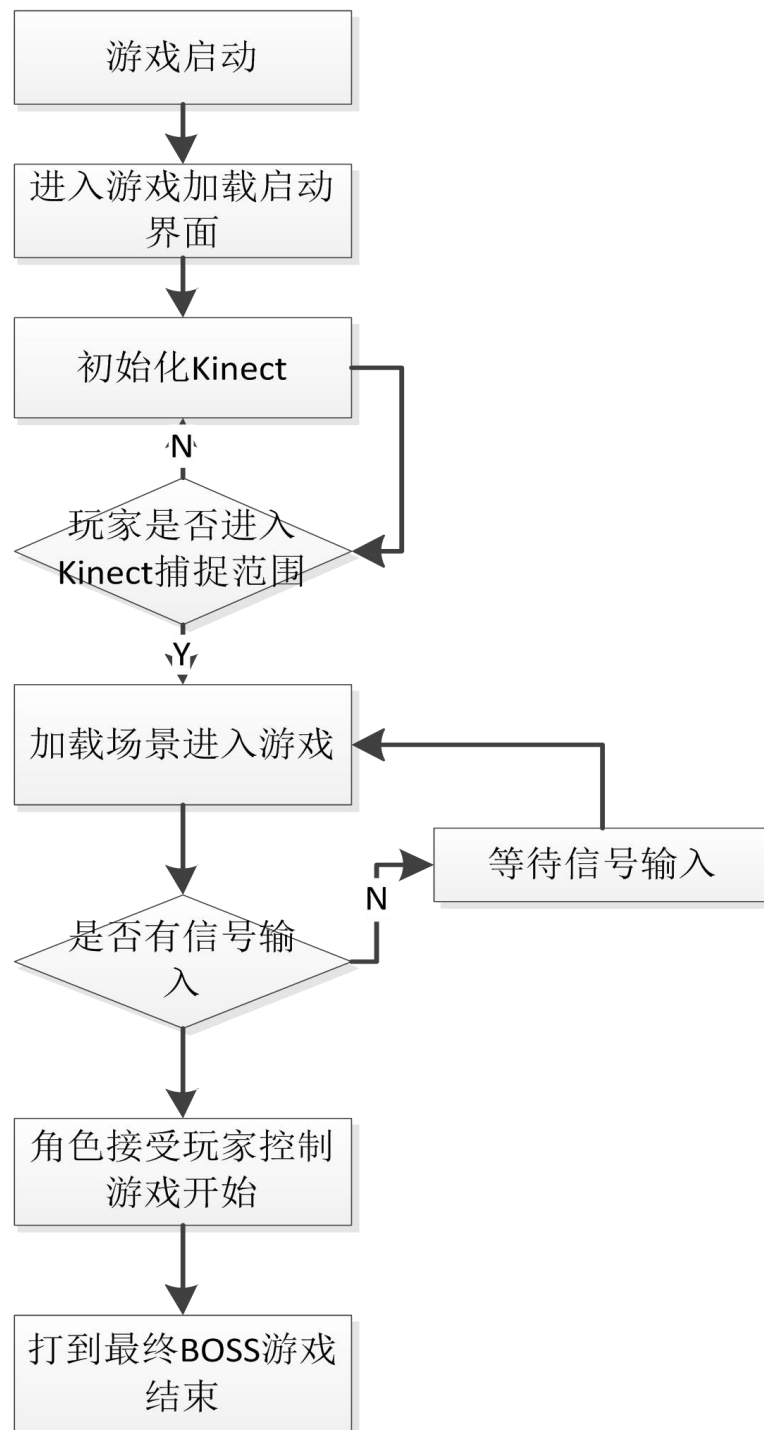 游戏启动
进入游戏加载启动
界面
初始化Kinect
N
玩家是否进入
Kinect捕捉范围
Y
加载场景进入游戏
等待信号输入
N
是否有信号输
入
角色接受玩家控制
游戏开始
打到最终BOSS游戏
结束